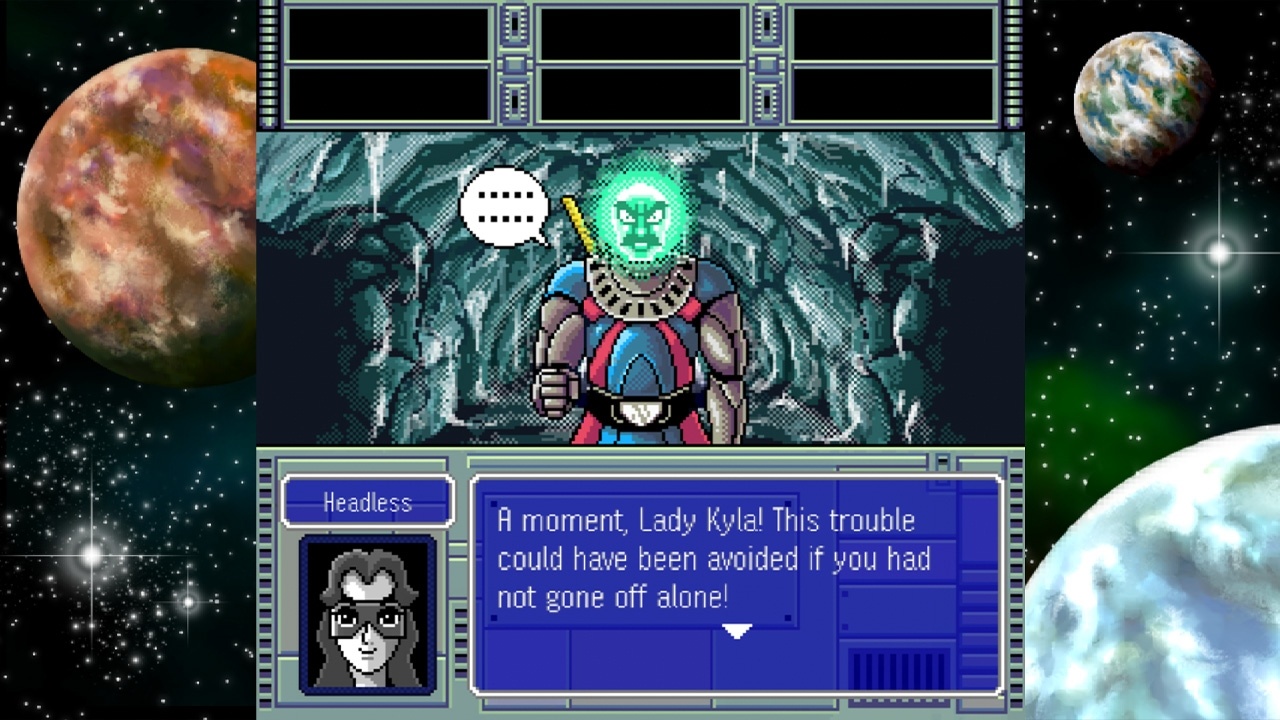 Headless
A moment, Lady Kyla! This trouble
could have been avoided if you had
not gone off alone!